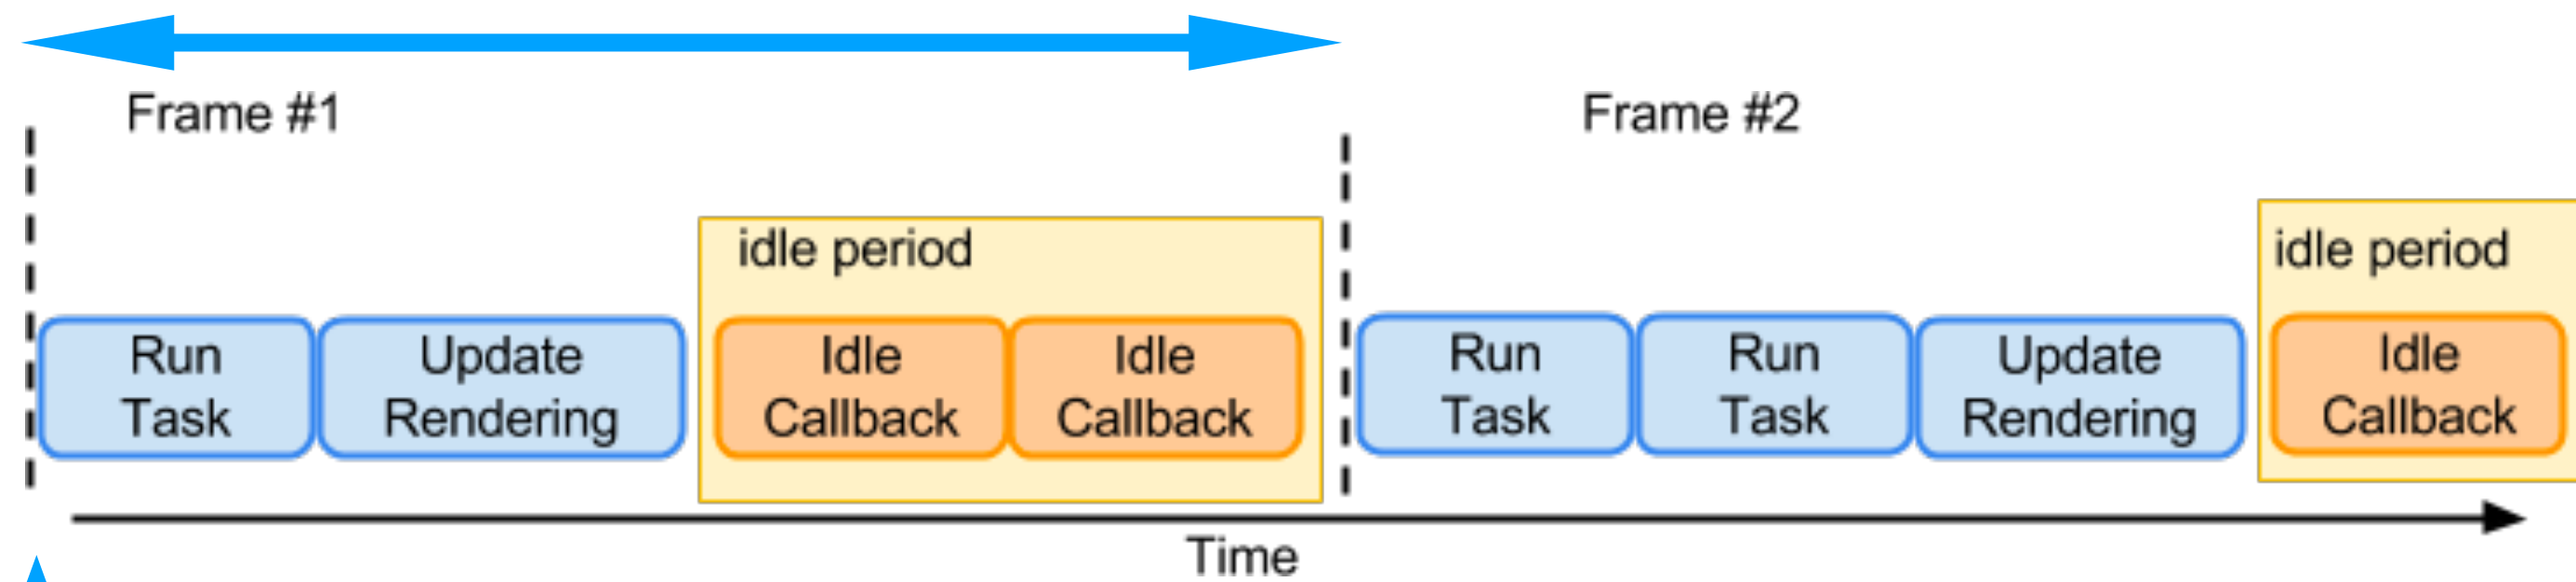 Frame #1
Frame #2
idle period
idle period
Run
Task
Update
Rendering
Idle
Callback
Idle
Callback
Run
Task
Run
Task
Update
Rendering
Idle
Callback
Time